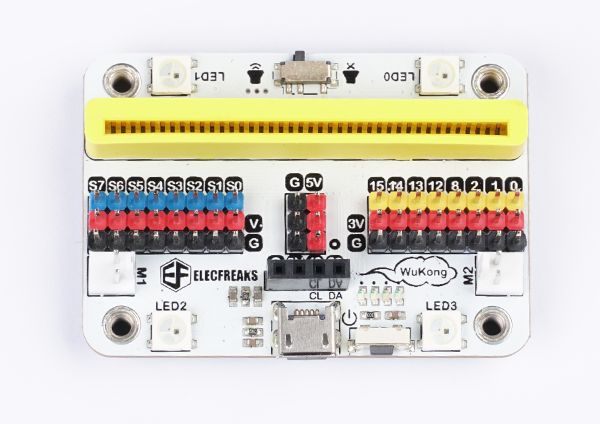 LED1
LED0
S7 S6 S5 S4 S3 S2 S1 S0
G 5V
15 14 13 12 8 2 1 0
V
G
3V
G
M1
ELECFREAKS
WuKong
M2
CL DA
CL DA
LED2
LED3